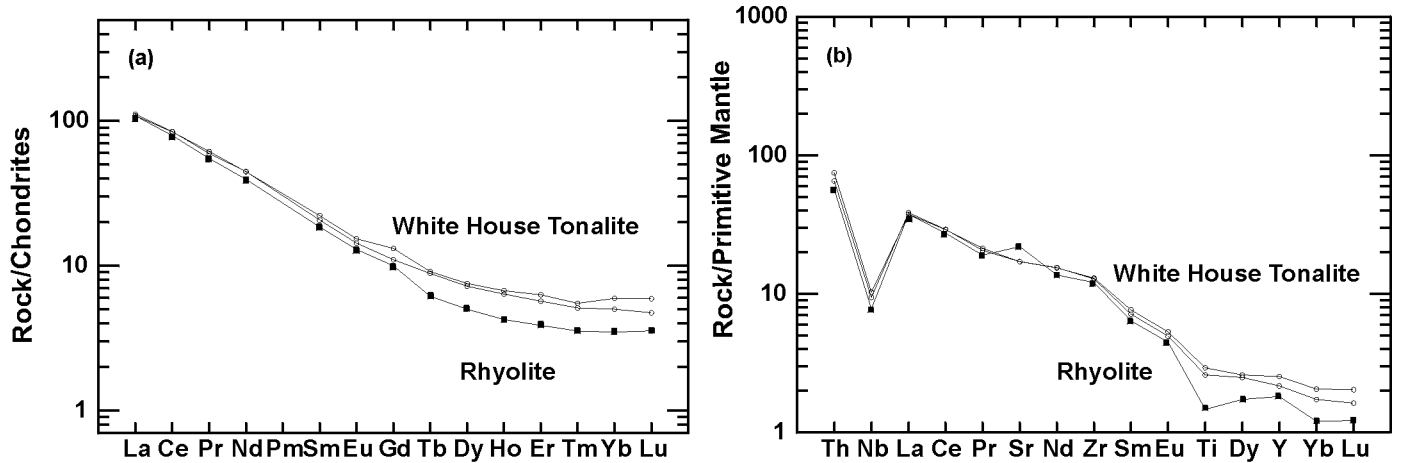 (a)
Rock/Chondrites
100
10
1
White House Tonalite
Rhyolite
La Ce Pr Nd Pm Sm Eu Gd Tb Dy Ho Er Tm Yb Lu
(b)
Rock/Primitive Mantle
1000
100
10
1
White House Tonalite
Rhyolite
Th Nb La Ce Pr Sr Nd Zr Sm Eu Ti Dy Y Yb Lu